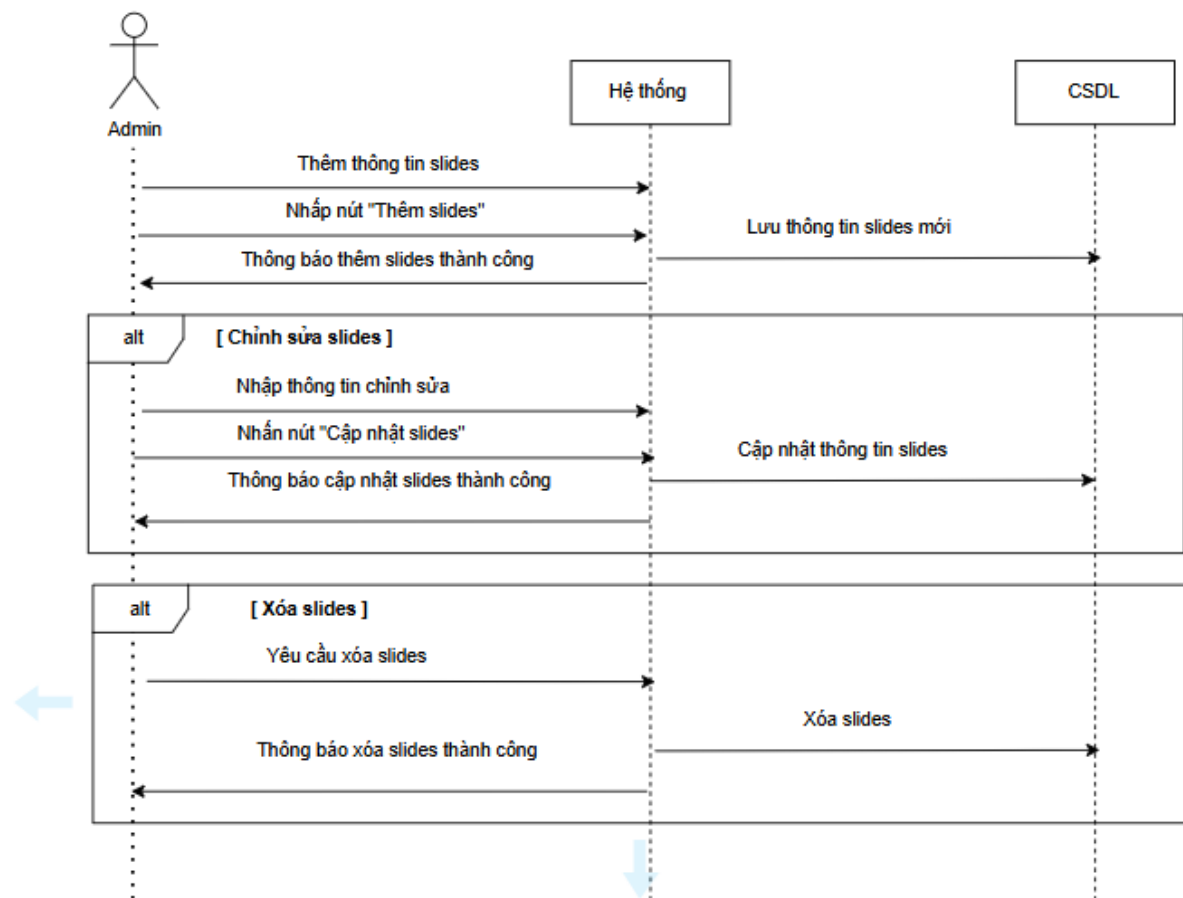 Hệ thống
CSDL
Admin
Thêm thông tin slides
Nhấp nút "Thêm slides"
Lưu thông tin slides mới
Thông báo thêm slides thành công
alt
[ Chỉnh sửa slides ]
Nhập thông tin chỉnh sửa
Nhấn nút "Cập nhật slides"
Cập nhật thông tin slides
Thông báo cập nhật slides thành công
alt
[ Xóa slides ]
Yêu cầu xóa slides
Xóa slides
Thông báo xóa slides thành công